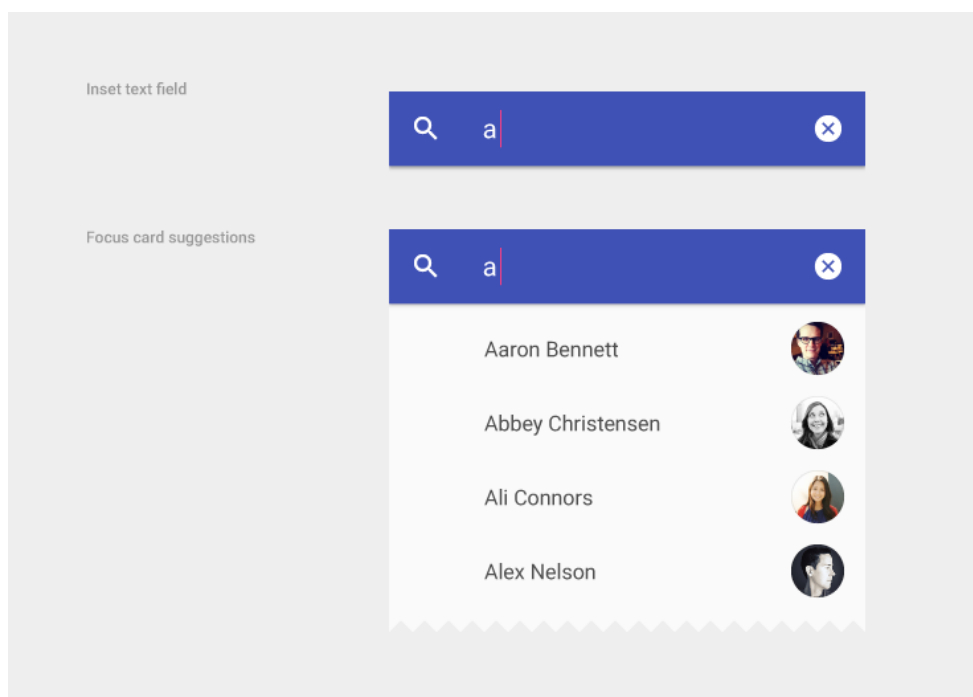 Inset text field
a
Focus card suggestions
a
Aaron Bennett
Abbey Christensen
Ali Connors
Alex Nelson